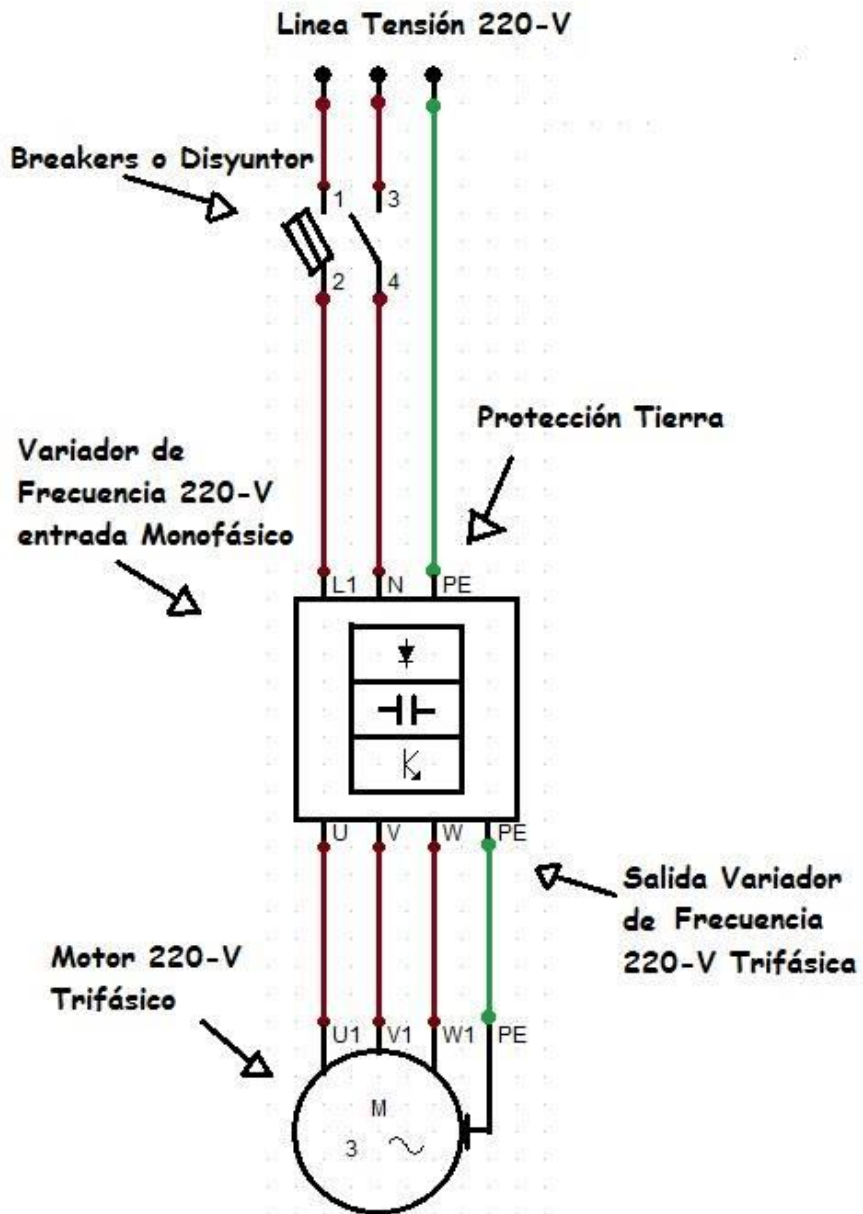 Linea Tensión 220-V
Breakers o Disyuntor
1 3
2 4
Protección Tierra
Variador de
Frecuencia 220-V
entrada Monofásico
L1 N PE
U V W PE
Salida Variador
de Frecuencia
220-V Trifásica
Motor 220-V
Trifásico
U1 V1 W1 PE
M
3